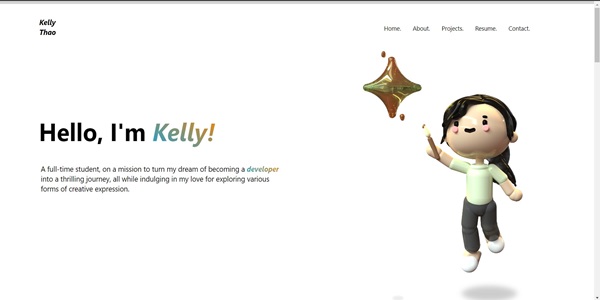 Kelly
Thao
Home. About. Projects. Resume. Contact.
Hello, I'm Kelly!
A full-time student, on a mission to turn my dream of becoming a developer
into a thrilling journey, all while indulging in my love for exploring various
forms of creative expression.